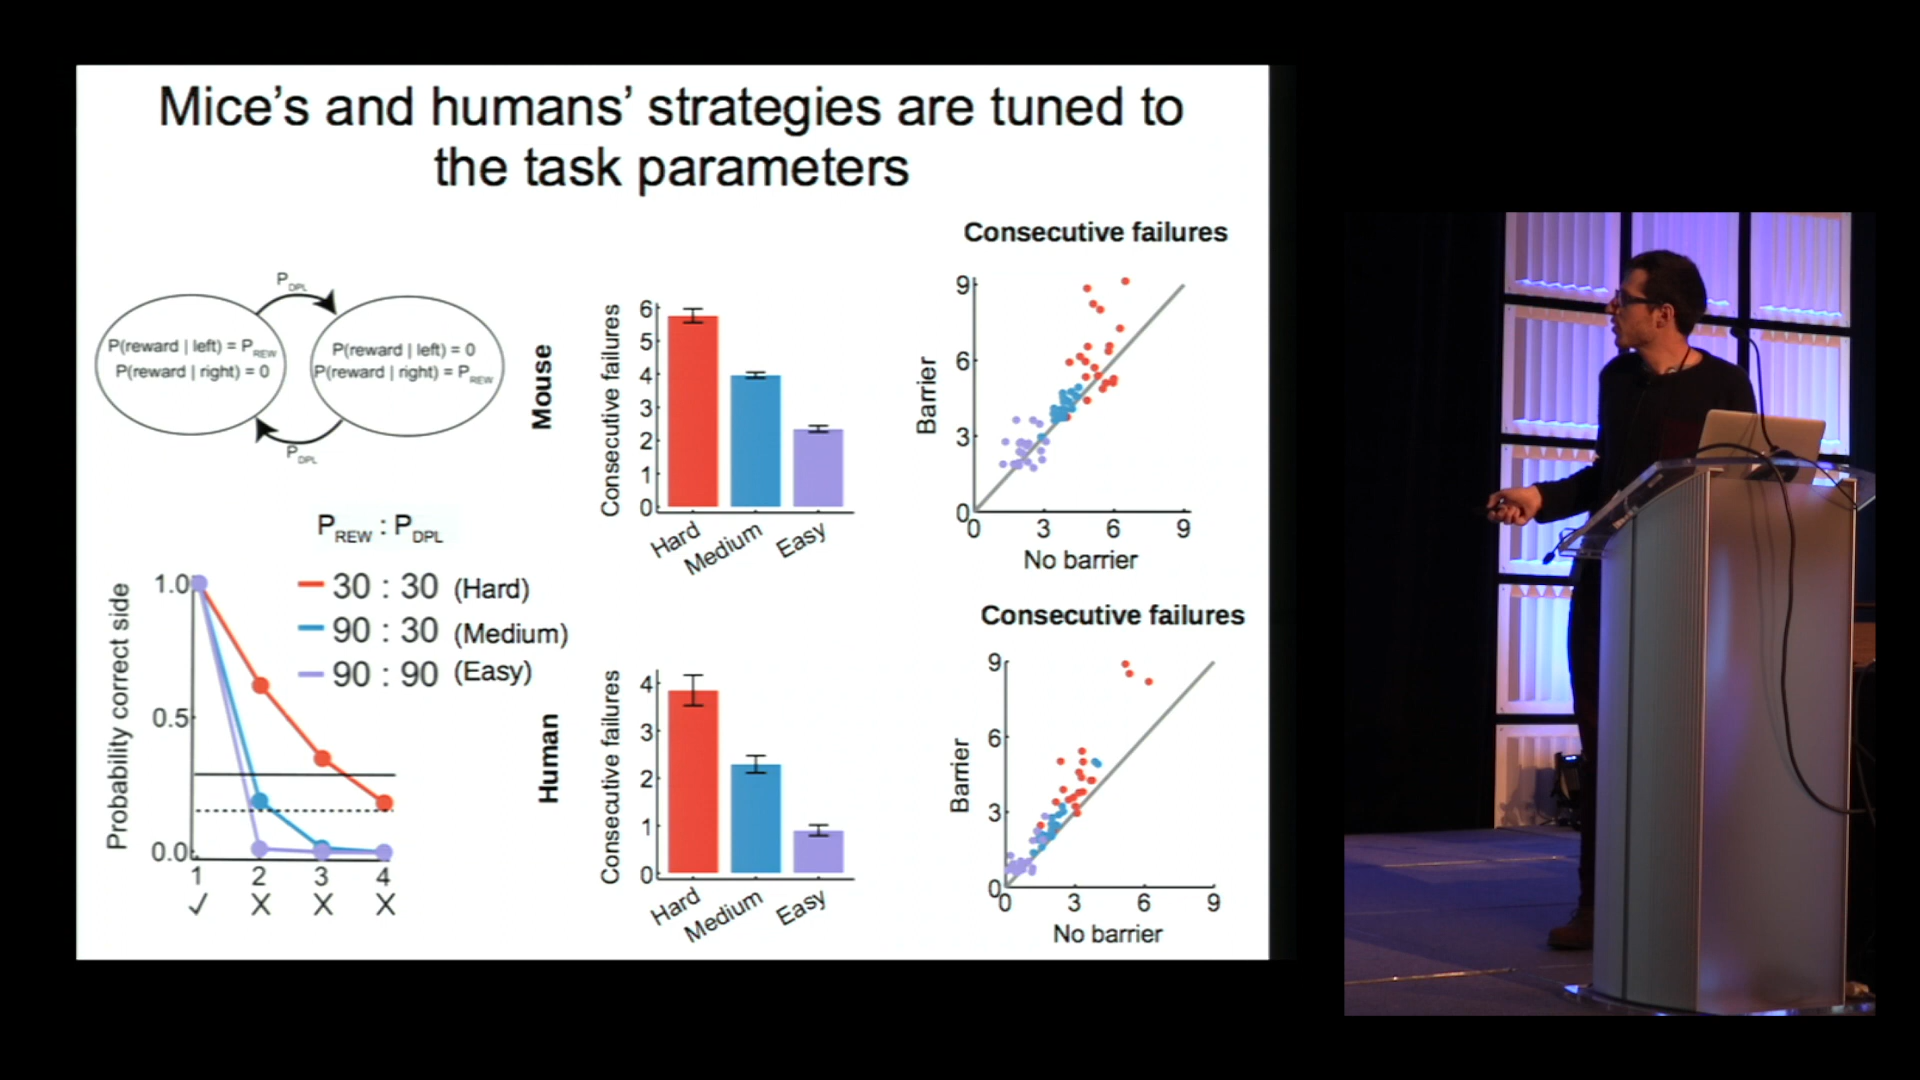 Mice's and humans' strategies are tuned to
the task parameters
P_DPL
P(reward | left) = P_REW
P(reward | right) = 0
P(reward | left) = 0
P(reward | right) = P_REW
P_DPL
P_REW : P_DPL
30 : 30 (Hard)
90 : 30 (Medium)
90 : 90 (Easy)
Probability correct side
1.0
0.5
0.0
1 2 3 4
✓ X X X
Mouse
Consecutive failures
6
5
4
3
2
1
0
Hard Medium Easy
Consecutive failures
Barrier
9
6
3
0
0 3 6 9
No barrier
Human
Consecutive failures
4
3
2
1
0
Hard Medium Easy
Consecutive failures
Barrier
9
6
3
0
0 3 6 9
No barrier